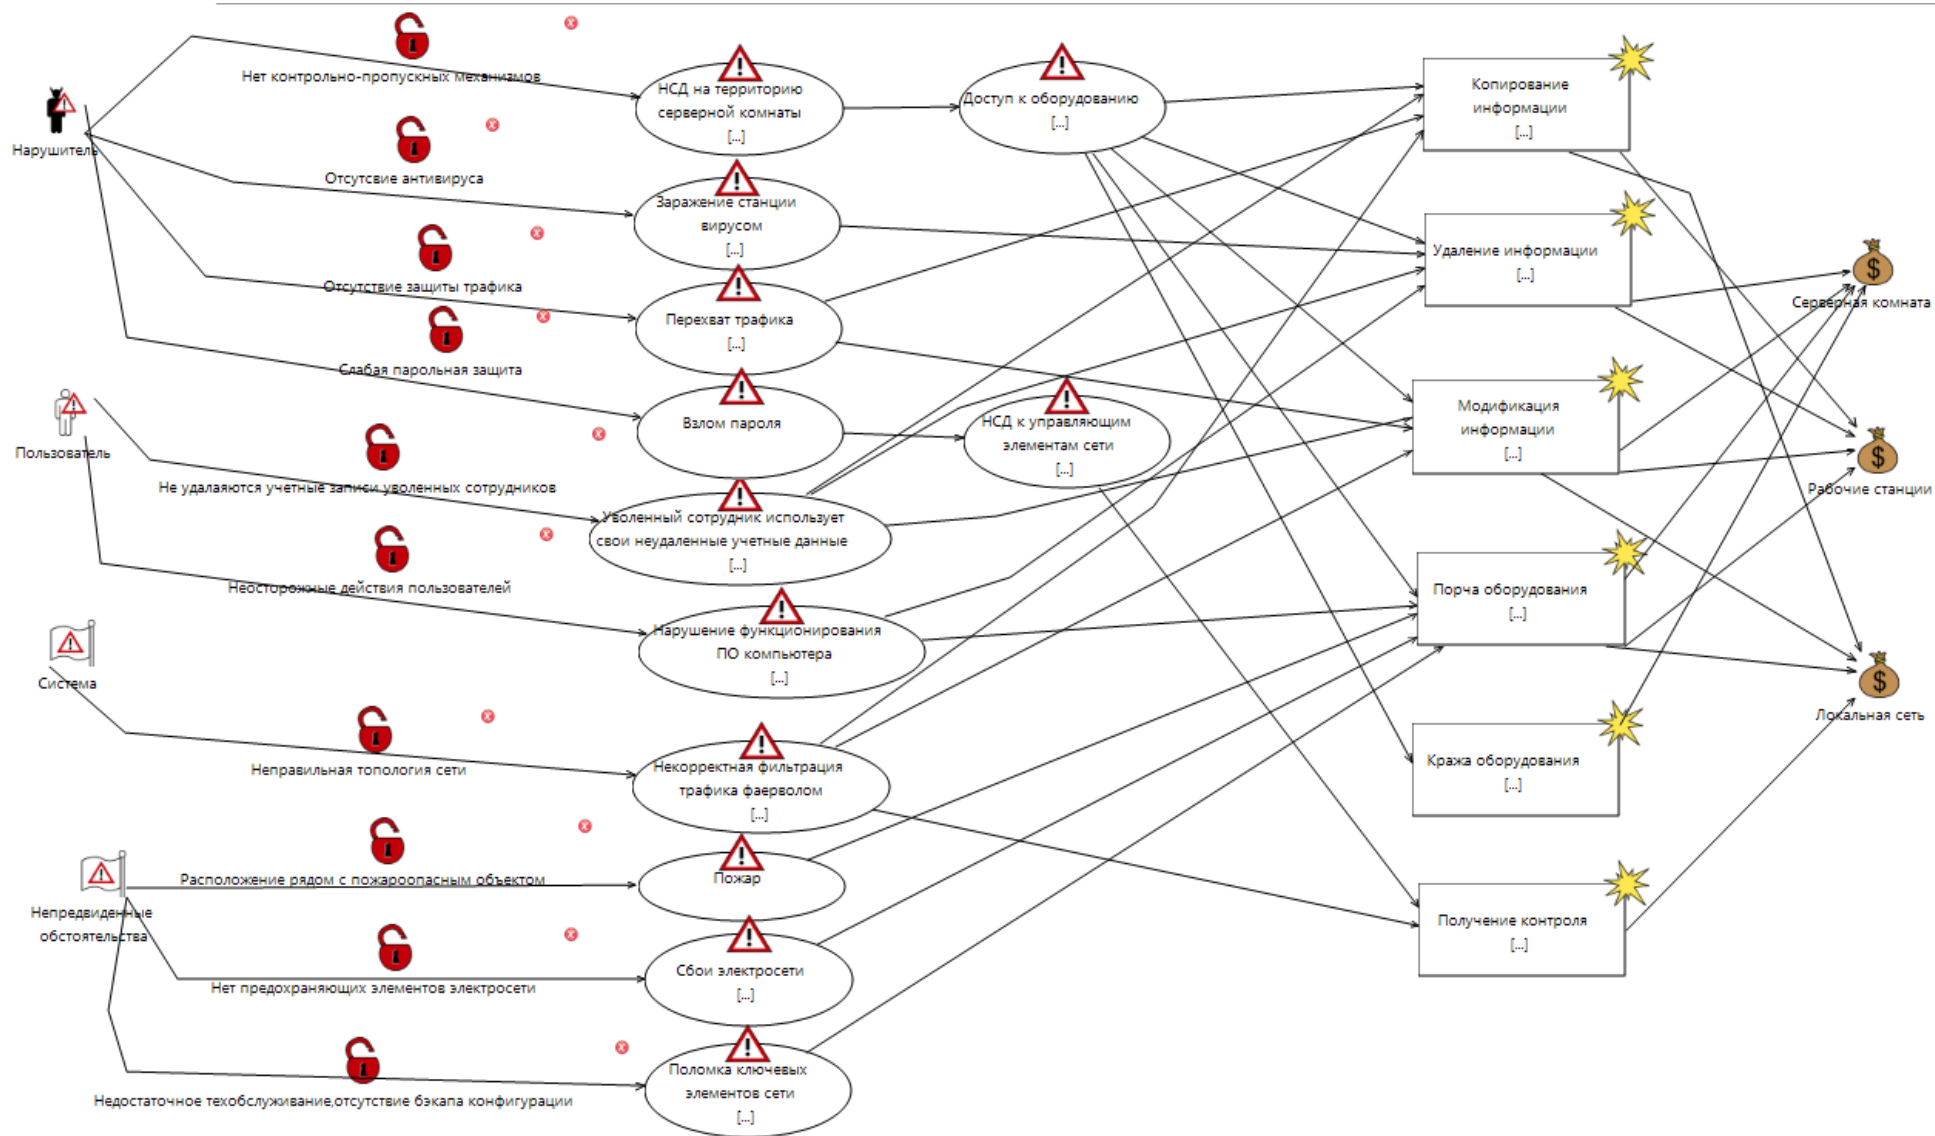 Нет контрольно-пропускных механизмов
Нарушитель
Отсутсвие антивируса
Отсутствие защиты трафика
Слабая парольная защита
Пользователь
Не удалаяются учетные записи уволенных сотрудников
Неосторожные действия пользователей
Система
Неправильная топология сети
Расположение рядом с пожароопасным объектом
Непредвиденные
обстоятельства
Нет предохраняющих элементов электросети
Недостаточное техобслуживание,отсутствие бэкапа конфигурации
НСД на территорию
серверной комнаты
[...]
Заражение станции
вирусом
[...]
Перехват трафика
[...]
Взлом пароля
Уволенный сотрудник использует
свои неудаленные учетные данные
[...]
Нарушение функционирования
ПО компьютера
[...]
Некорректная фильтрация
трафика фаерволом
[...]
Пожар
Сбои электросети
[...]
Поломка ключевых
элементов сети
[...]
Доступ к оборудованию
[...]
НСД к управляющим
элементам сети
[...]
Копирование
информации
[...]
Удаление информации
[...]
Модификация
информации
[...]
Порча оборудования
[...]
Кража оборудования
[...]
Получение контроля
[...]
Серверная комната
Рабочие станции
Локальная сеть